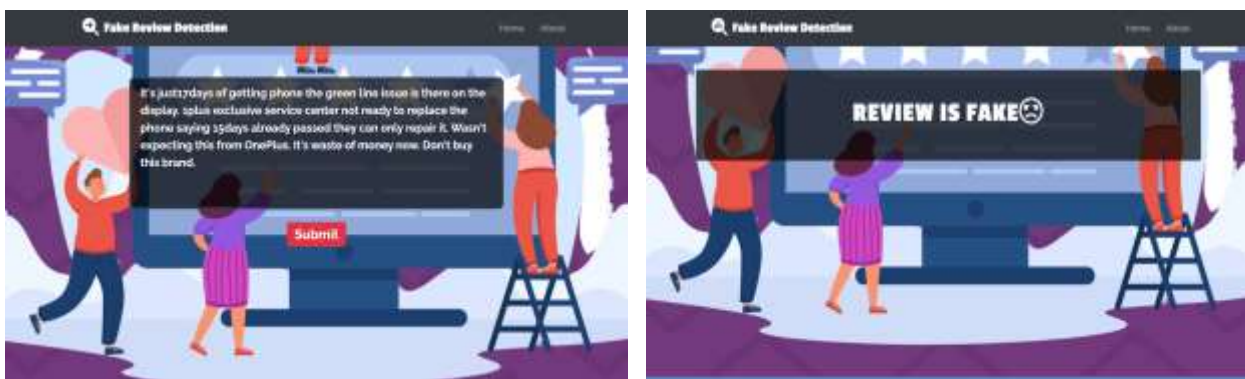 Fake Review Detection
Home About
It's just17days of getting phone the green line issue is there on the
display. 1plus exclusive service center not ready to replace the
phone saying 15days already passed they can only repair it. Wasn't
expecting this from OnePlus. It's waste of money now. Don't buy
this brand.
Submit
Fake Review Detection
Home About
REVIEW IS FAKE☹